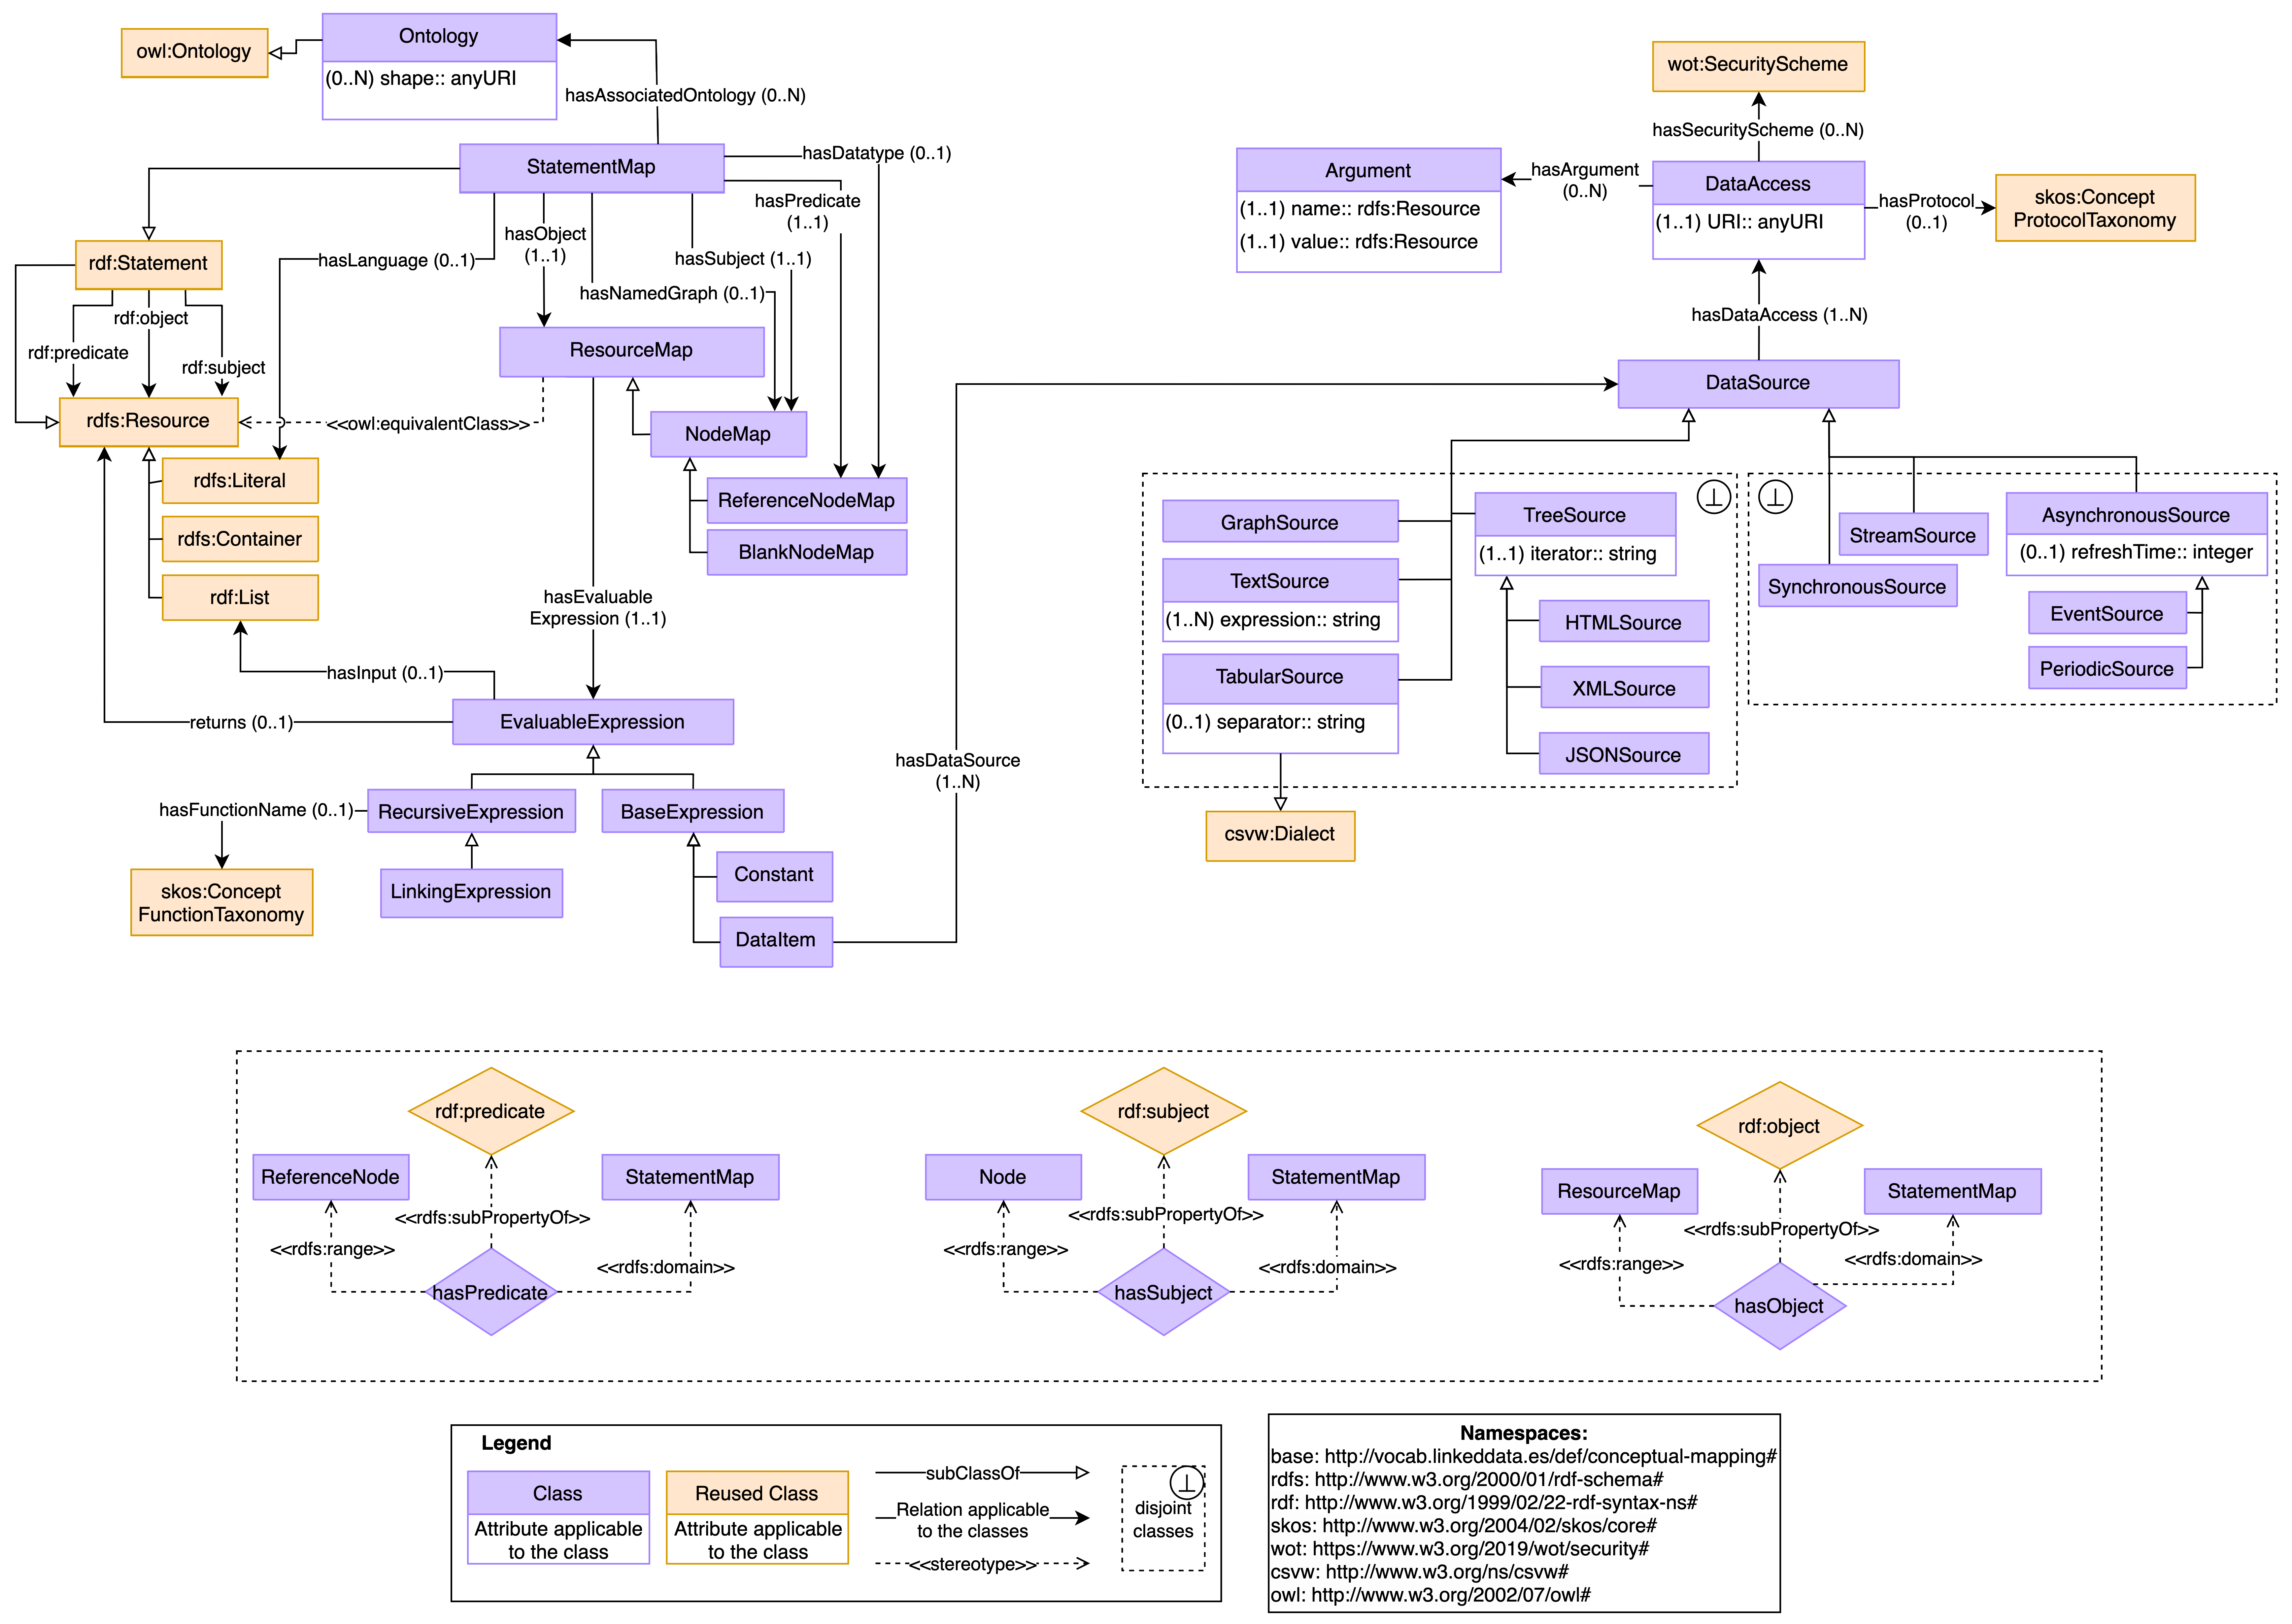 owl:Ontology
Ontology
(0..N) shape:: anyURI
hasAssociatedOntology (0..N)
StatementMap
hasDatatype (0..1)
hasPredicate
(1..1)
hasObject
(1..1)
hasSubject (1..1)
hasLanguage (0..1)
hasNamedGraph (0..1)
rdf:Statement
rdf:object
rdf:predicate
rdf:subject
ResourceMap
rdfs:Resource
<<owl:equivalentClass>>
NodeMap
rdfs:Literal
ReferenceNodeMap
rdfs:Container
BlankNodeMap
rdf:List
hasEvaluable
Expression (1..1)
hasInput (0..1)
returns (0..1)
EvaluableExpression
hasFunctionName (0..1)
RecursiveExpression
BaseExpression
skos:Concept
FunctionTaxonomy
LinkingExpression
Constant
DataItem
hasDataSource
(1..N)
wot:SecurityScheme
hasSecurityScheme (0..N)
Argument
(1..1) name:: rdfs:Resource
(1..1) value:: rdfs:Resource
hasArgument
(0..N)
DataAccess
(1..1) URI:: anyURI
hasProtocol
(0..1)
skos:Concept
ProtocolTaxonomy
hasDataAccess (1..N)
DataSource
GraphSource
TextSource
(1..N) expression:: string
TabularSource
(0..1) separator:: string
TreeSource
(1..1) iterator:: string
HTMLSource
XMLSource
JSONSource
csvw:Dialect
StreamSource
SynchronousSource
AsynchronousSource
(0..1) refreshTime:: integer
EventSource
PeriodicSource
rdf:predicate
ReferenceNode
StatementMap
<<rdfs:subPropertyOf>>
<<rdfs:range>>
<<rdfs:domain>>
hasPredicate
rdf:subject
Node
StatementMap
<<rdfs:subPropertyOf>>
<<rdfs:range>>
<<rdfs:domain>>
hasSubject
rdf:object
ResourceMap
StatementMap
<<rdfs:subPropertyOf>>
<<rdfs:range>>
<<rdfs:domain>>
hasObject
Legend
Class
Attribute applicable
to the class
Reused Class
Attribute applicable
to the class
subClassOf
Relation applicable
to the classes
<<stereotype>>
disjoint
classes
Namespaces:
base: http://vocab.linkeddata.es/def/conceptual-mapping#
rdfs: http://www.w3.org/2000/01/rdf-schema#
rdf: http://www.w3.org/1999/02/22-rdf-syntax-ns#
skos: http://www.w3.org/2004/02/skos/core#
wot: https://www.w3.org/2019/wot/security#
csvw: http://www.w3.org/ns/csvw#
owl: http://www.w3.org/2002/07/owl#